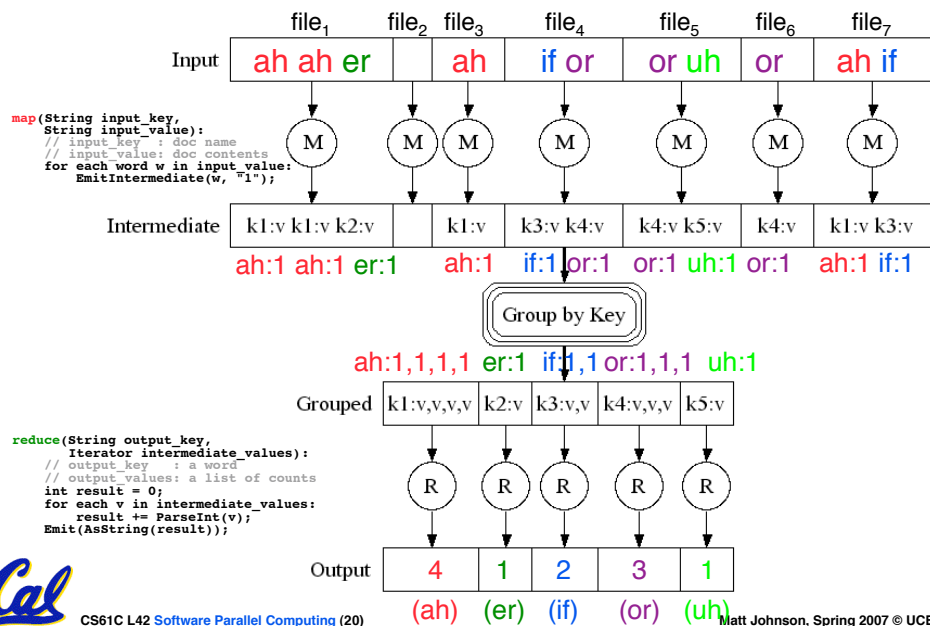 file1 file2 file3 file4 file5 file6 file7
Input ah ah er ah if or or uh or ah if
map(String input_key,
String input_value):
// input_key : doc name
// input_value: doc contents
for each word w in input_value:
EmitIntermediate(w, "1");
M M M M M M M
Intermediate k1:v k1:v k2:v k1:v k3:v k4:v k4:v k5:v k4:v k1:v k3:v
ah:1 ah:1 er:1 ah:1 if:1 or:1 or:1 uh:1 or:1 ah:1 if:1
Group by Key
ah:1,1,1,1 er:1 if:1,1 or:1,1,1 uh:1
Grouped k1:v,v,v,v k2:v k3:v,v k4:v,v,v k5:v
reduce(String output_key,
Iterator intermediate_values):
// output_key : a word
// output_values: a list of counts
int result = 0;
for each v in intermediate_values:
result += ParseInt(v);
Emit(AsString(result));
R R R R R
Output 4 1 2 3 1
(ah) (er) (if) (or) (uh)
Cal
CS61C L42 Software Parallel Computing (20) Matt Johnson, Spring 2007 © UCB